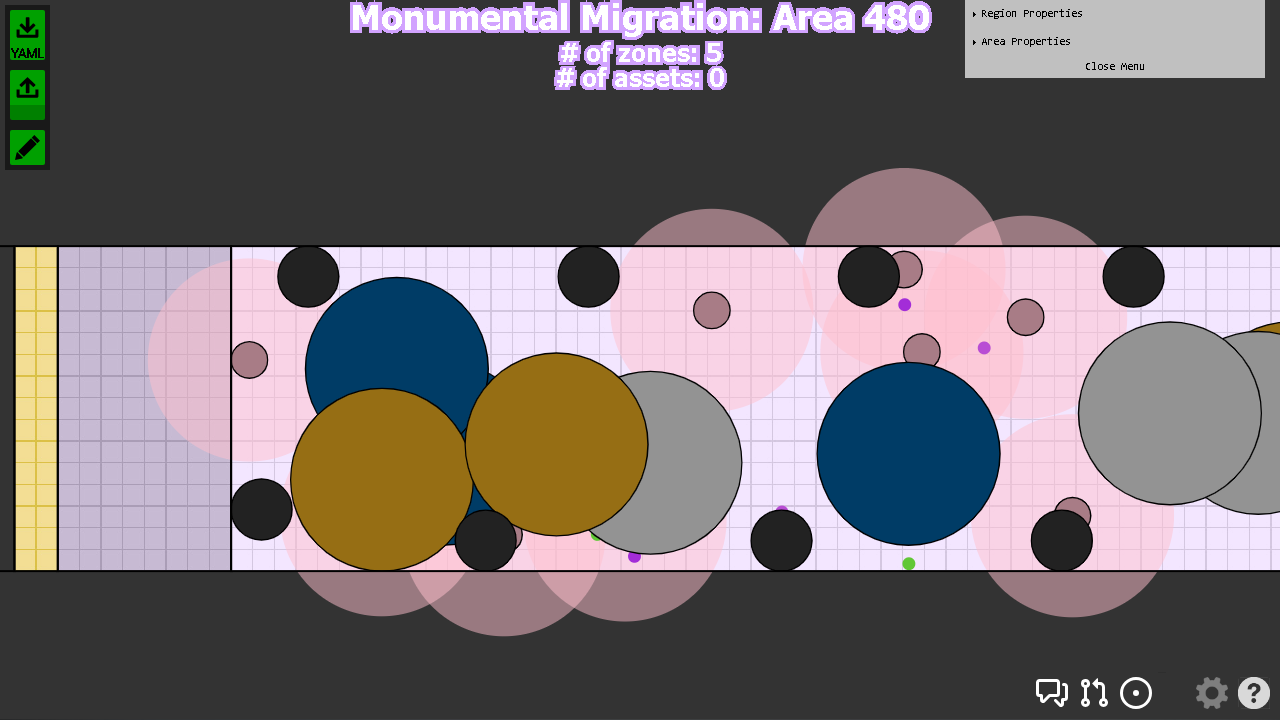 Monumental Migration: Area 480
# of zones: 5
# of assets: 0
YAML
Region Properties
Area Properties
Close Menu
?